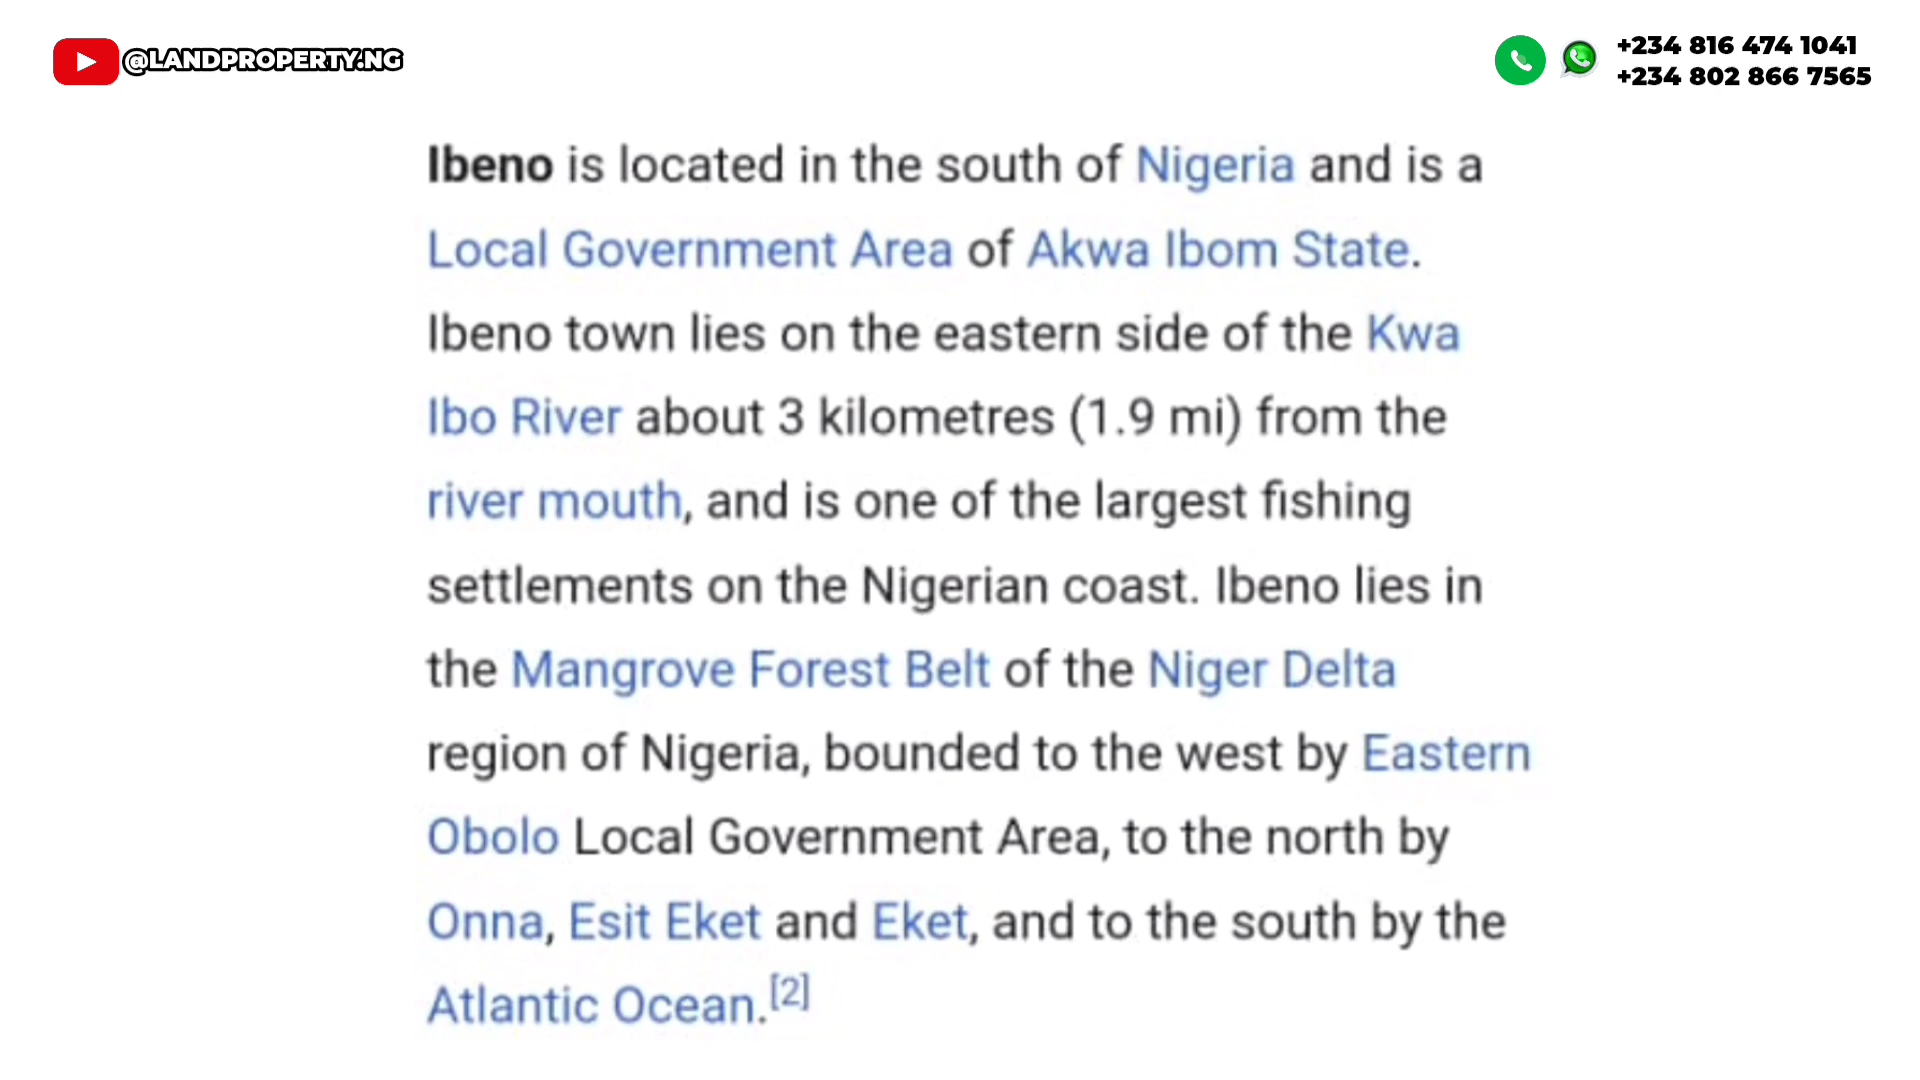 @LANDPROPERTY.NG
+234 816 474 1041
+234 802 866 7565
Ibeno is located in the south of Nigeria and is a
Local Government Area of Akwa Ibom State.
Ibeno town lies on the eastern side of the Kwa
Ibo River about 3 kilometres (1.9 mi) from the
river mouth, and is one of the largest fishing
settlements on the Nigerian coast. Ibeno lies in
the Mangrove Forest Belt of the Niger Delta
region of Nigeria, bounded to the west by Eastern
Obolo Local Government Area, to the north by
Onna, Esit Eket and Eket, and to the south by the
Atlantic Ocean.[2]